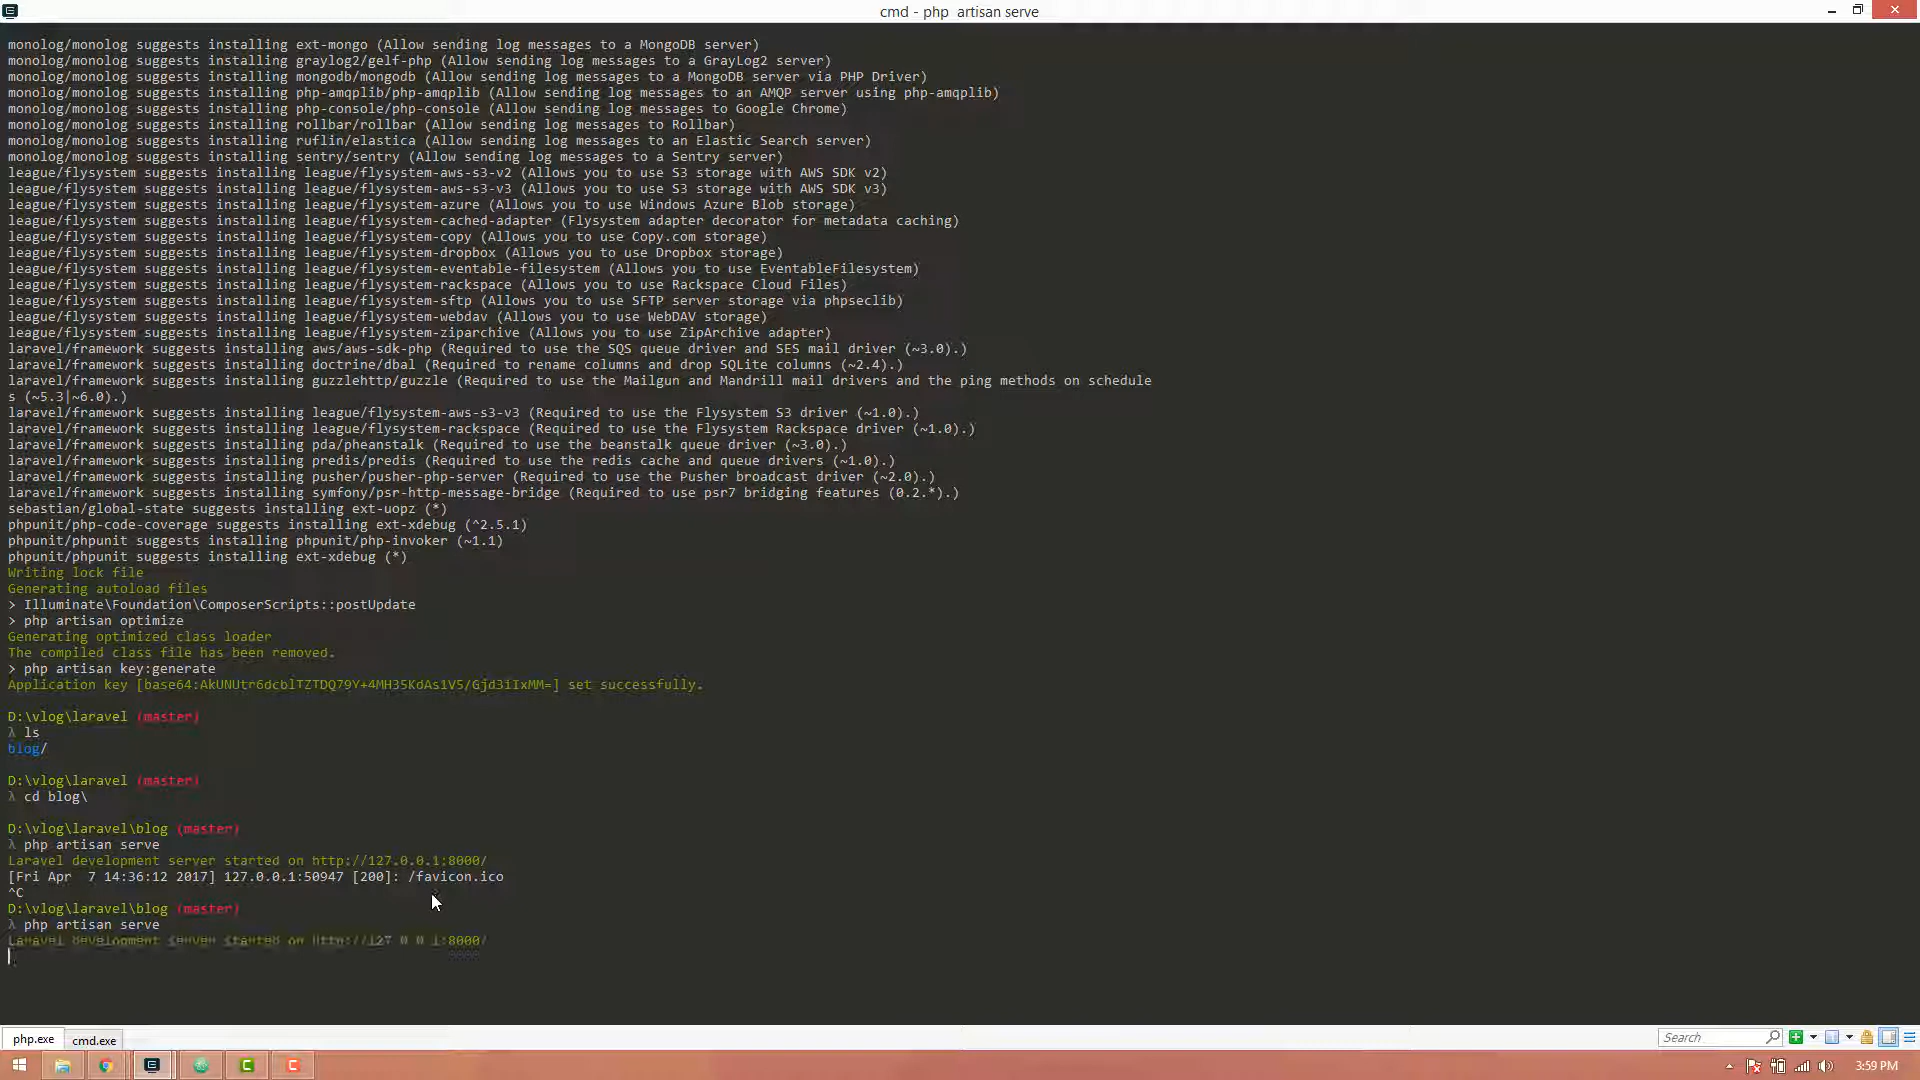 cmd - php  artisan serve
monolog/monolog suggests installing ext-mongo (Allow sending log messages to a MongoDB server)
monolog/monolog suggests installing graylog2/gelf-php (Allow sending log messages to a GrayLog2 server)
monolog/monolog suggests installing mongodb/mongodb (Allow sending log messages to a MongoDB server via PHP Driver)
monolog/monolog suggests installing php-amqplib/php-amqplib (Allow sending log messages to an AMQP server using php-amqplib)
monolog/monolog suggests installing php-console/php-console (Allow sending log messages to Google Chrome)
monolog/monolog suggests installing rollbar/rollbar (Allow sending log messages to Rollbar)
monolog/monolog suggests installing ruflin/elastica (Allow sending log messages to an Elastic Search server)
monolog/monolog suggests installing sentry/sentry (Allow sending log messages to a Sentry server)
league/flysystem suggests installing league/flysystem-aws-s3-v2 (Allows you to use S3 storage with AWS SDK v2)
league/flysystem suggests installing league/flysystem-aws-s3-v3 (Allows you to use S3 storage with AWS SDK v3)
league/flysystem suggests installing league/flysystem-azure (Allows you to use Windows Azure Blob storage)
league/flysystem suggests installing league/flysystem-cached-adapter (Flysystem adapter decorator for metadata caching)
league/flysystem suggests installing league/flysystem-copy (Allows you to use Copy.com storage)
league/flysystem suggests installing league/flysystem-dropbox (Allows you to use Dropbox storage)
league/flysystem suggests installing league/flysystem-eventable-filesystem (Allows you to use EventableFilesystem)
league/flysystem suggests installing league/flysystem-rackspace (Allows you to use Rackspace Cloud Files)
league/flysystem suggests installing league/flysystem-sftp (Allows you to use SFTP server storage via phpseclib)
league/flysystem suggests installing league/flysystem-webdav (Allows you to use WebDAV storage)
league/flysystem suggests installing league/flysystem-ziparchive (Allows you to use ZipArchive adapter)
laravel/framework suggests installing aws/aws-sdk-php (Required to use the SQS queue driver and SES mail driver (~3.0).)
laravel/framework suggests installing doctrine/dbal (Required to rename columns and drop SQLite columns (~2.4).)
laravel/framework suggests installing guzzlehttp/guzzle (Required to use the Mailgun and Mandrill mail drivers and the ping methods on schedule
s (~5.3|~6.0).)
laravel/framework suggests installing league/flysystem-aws-s3-v3 (Required to use the Flysystem S3 driver (~1.0).)
laravel/framework suggests installing league/flysystem-rackspace (Required to use the Flysystem Rackspace driver (~1.0).)
laravel/framework suggests installing pda/pheanstalk (Required to use the beanstalk queue driver (~3.0).)
laravel/framework suggests installing predis/predis (Required to use the redis cache and queue drivers (~1.0).)
laravel/framework suggests installing pusher/pusher-php-server (Required to use the Pusher broadcast driver (~2.0).)
laravel/framework suggests installing symfony/psr-http-message-bridge (Required to use psr7 bridging features (0.2.*).)
sebastian/global-state suggests installing ext-uopz (*)
phpunit/php-code-coverage suggests installing ext-xdebug (^2.5.1)
phpunit/phpunit suggests installing phpunit/php-invoker (~1.1)
phpunit/phpunit suggests installing ext-xdebug (*)
Writing lock file
Generating autoload files
> Illuminate\Foundation\ComposerScripts::postUpdate
> php artisan optimize
Generating optimized class loader
The compiled class file has been removed.
> php artisan key:generate
Application key [base64:AkUNUtr6dcblTZTDQ79Y+4MH35KdAs1V5/Gjd3iIxMM=] set successfully.
D:\vlog\laravel (master)
λ ls
blog/
D:\vlog\laravel (master)
λ cd blog\
D:\vlog\laravel\blog (master)
λ php artisan serve
Laravel development server started on http://127.0.0.1:8000/
[Fri Apr  7 14:36:12 2017] 127.0.0.1:50947 [200]: /favicon.ico
^C
D:\vlog\laravel\blog (master)
λ php artisan serve
Laravel development server started on http://127.0.0.1:8000/
php.exe
cmd.exe
Search
3:59 PM